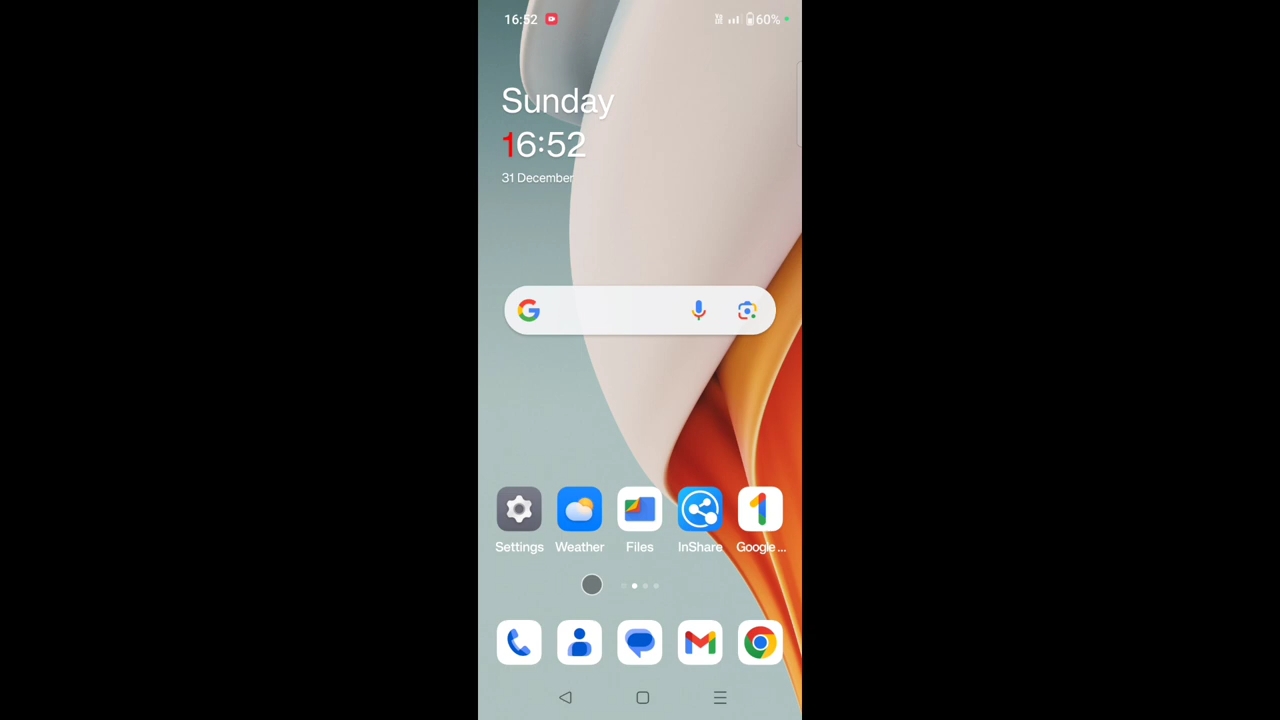 16:52 60%
Sunday
16:52
31 December
Settings Weather Files InShare Google ...